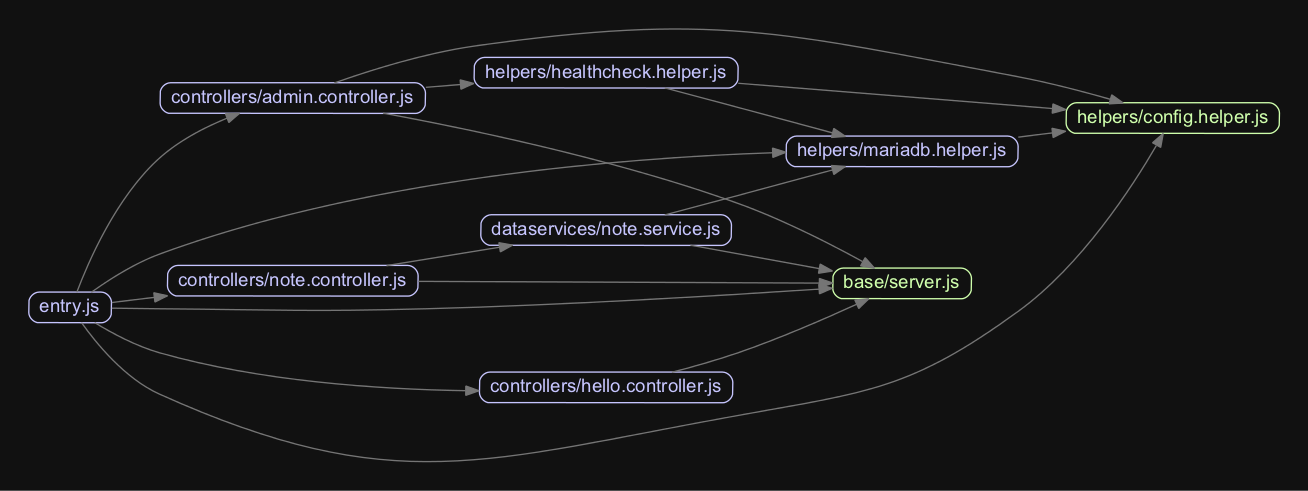 helpers/healthcheck.helper.js
controllers/admin.controller.js
helpers/config.helper.js
helpers/mariadb.helper.js
dataservices/note.service.js
controllers/note.controller.js
base/server.js
entry.js
controllers/hello.controller.js